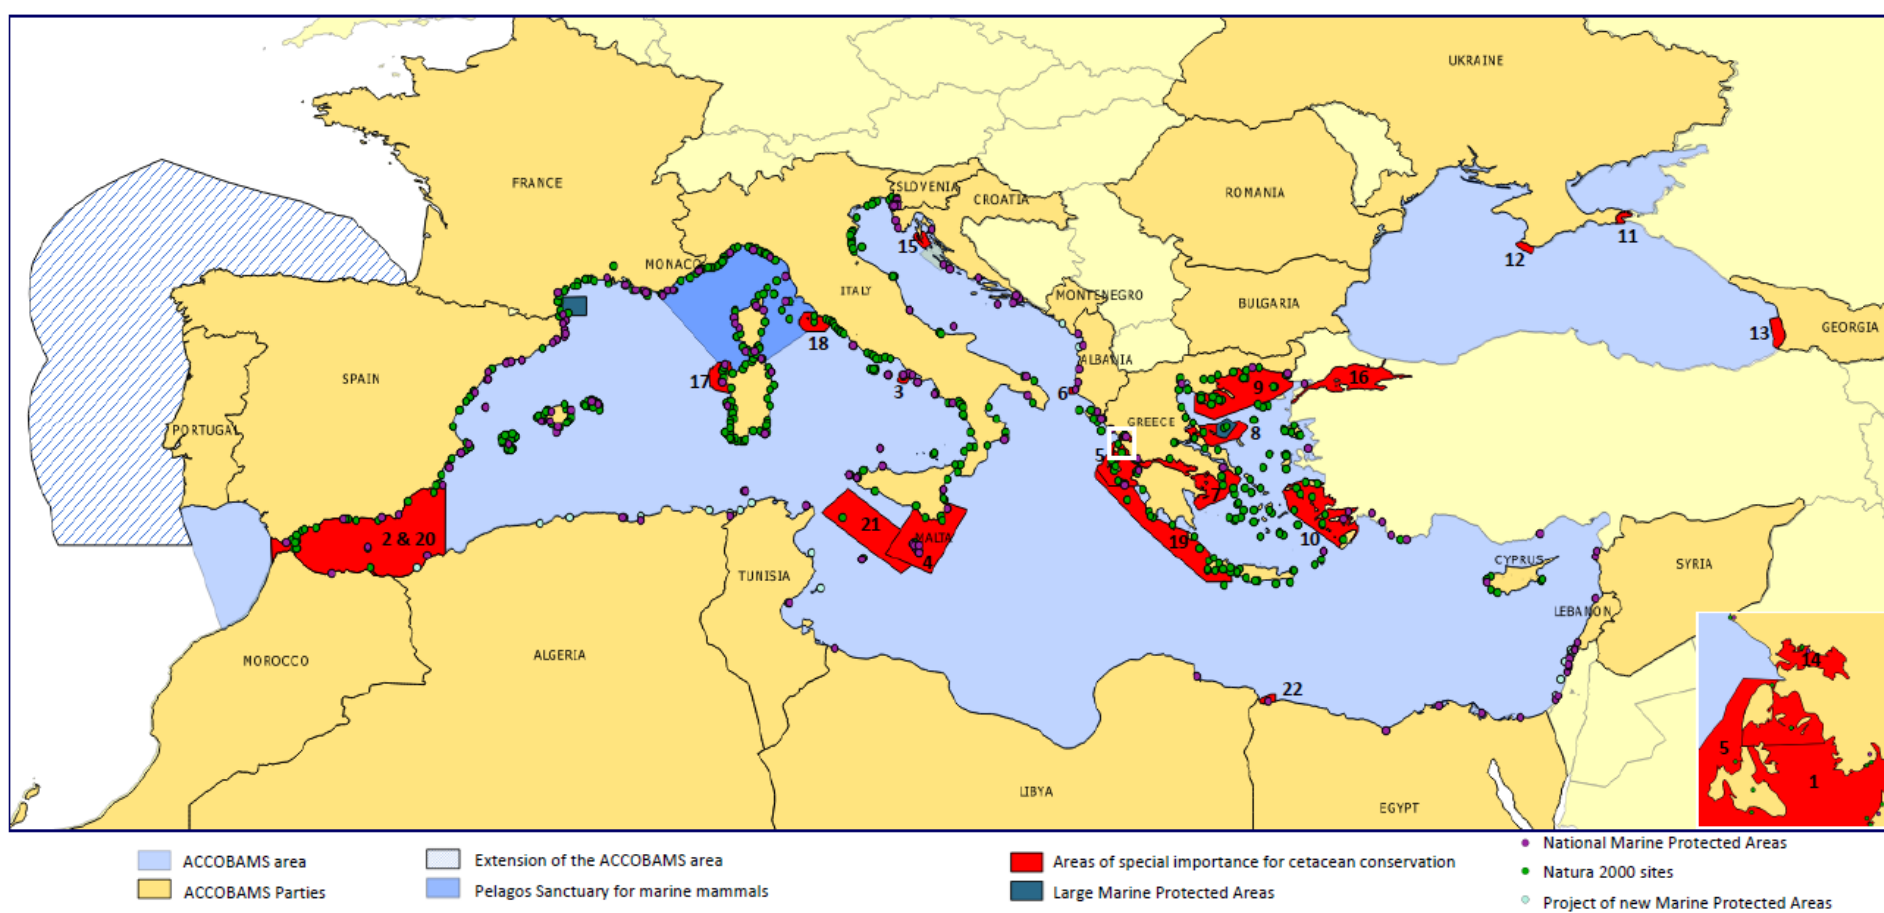 UKRAINE
FRANCE
SLDVENIA
CROATIA
ROMANIA
15
11
12
MONACO
ITALY
MONTENEGRO
BULGARIA
13
GEORGIA
18
ALBANIA
SPAIN
17
3
6
9
16
PORTUGAL
GREECE
8
5
7
21
2 & 20
MALTA
4
19
10
CYPRUS
SYRIA
TUNISIA
LEBANON
MOROCCO
ALGERIA
22
14
5
1
LIBYA
EGYPT
ACCOBAMS area
ACCOBAMS Parties
Extension of the ACCOBAMS area
Pelagos Sanctuary for marine mammals
Areas of special importance for cetacean conservation
Large Marine Protected Areas
National Marine Protected Areas
Natura 2000 sites
Project of new Marine Protected Areas